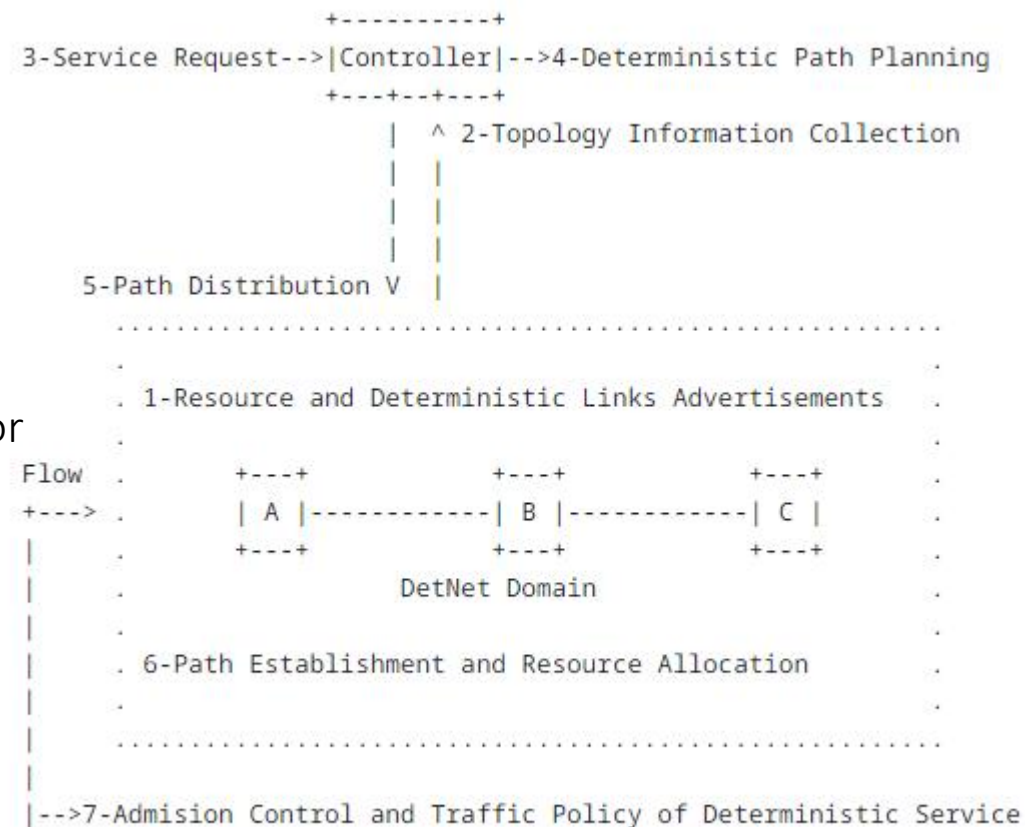 +----------+
3-Service Request-->|Controller|-->4-Deterministic Path Planning
+---+--+---+
|  ^ 2-Topology Information Collection
|  |
|  |
|  |
5-Path Distribution V  |
........................................................
.                                                      .
. 1-Resource and Deterministic Links Advertisements    .
or
.                                                      .
Flow  .       +---+            +---+            +---+        .
+---> .       | A |------------| B |------------| C |        .
|     .       +---+            +---+            +---+        .
|     .                  DetNet Domain                       .
|     .                                                      .
|     . 6-Path Establishment and Resource Allocation         .
|     .                                                      .
|     ........................................................
|
|-->7-Admision Control and Traffic Policy of Deterministic Service